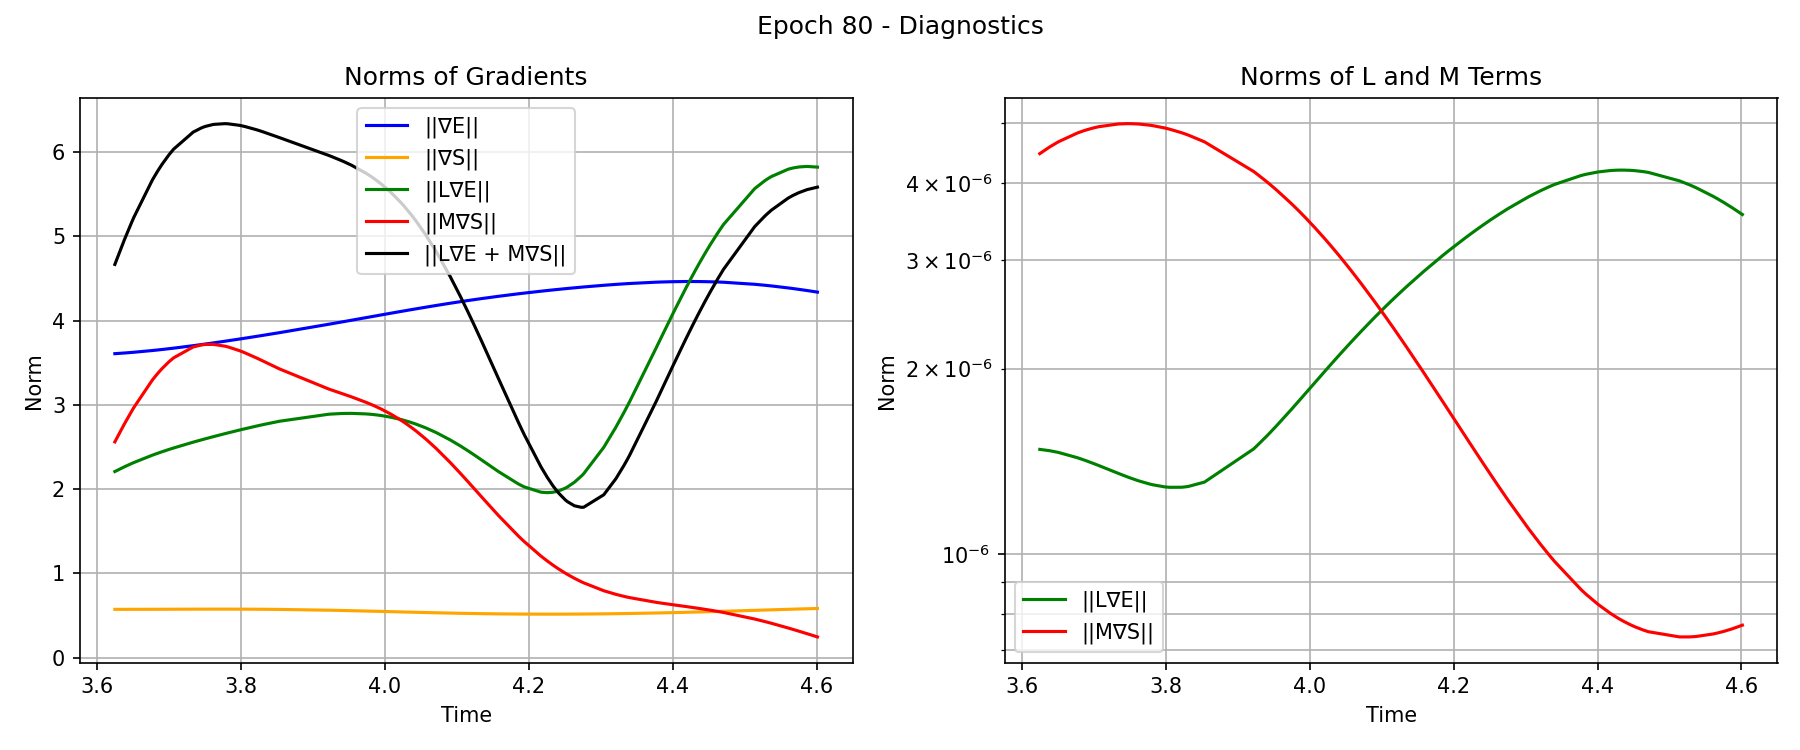 Epoch 80 - Diagnostics
Norms of Gradients
Norm
6
5
4
3
2
1
0
||∇E||
||∇S||
||L∇E||
||M∇S||
||L∇E + M∇S||
3.6 3.8 4.0 4.2 4.4 4.6
Time
Norms of L and M Terms
Norm
4 × 10⁻⁶
3 × 10⁻⁶
2 × 10⁻⁶
10⁻⁶
||L∇E||
||M∇S||
3.6 3.8 4.0 4.2 4.4 4.6
Time